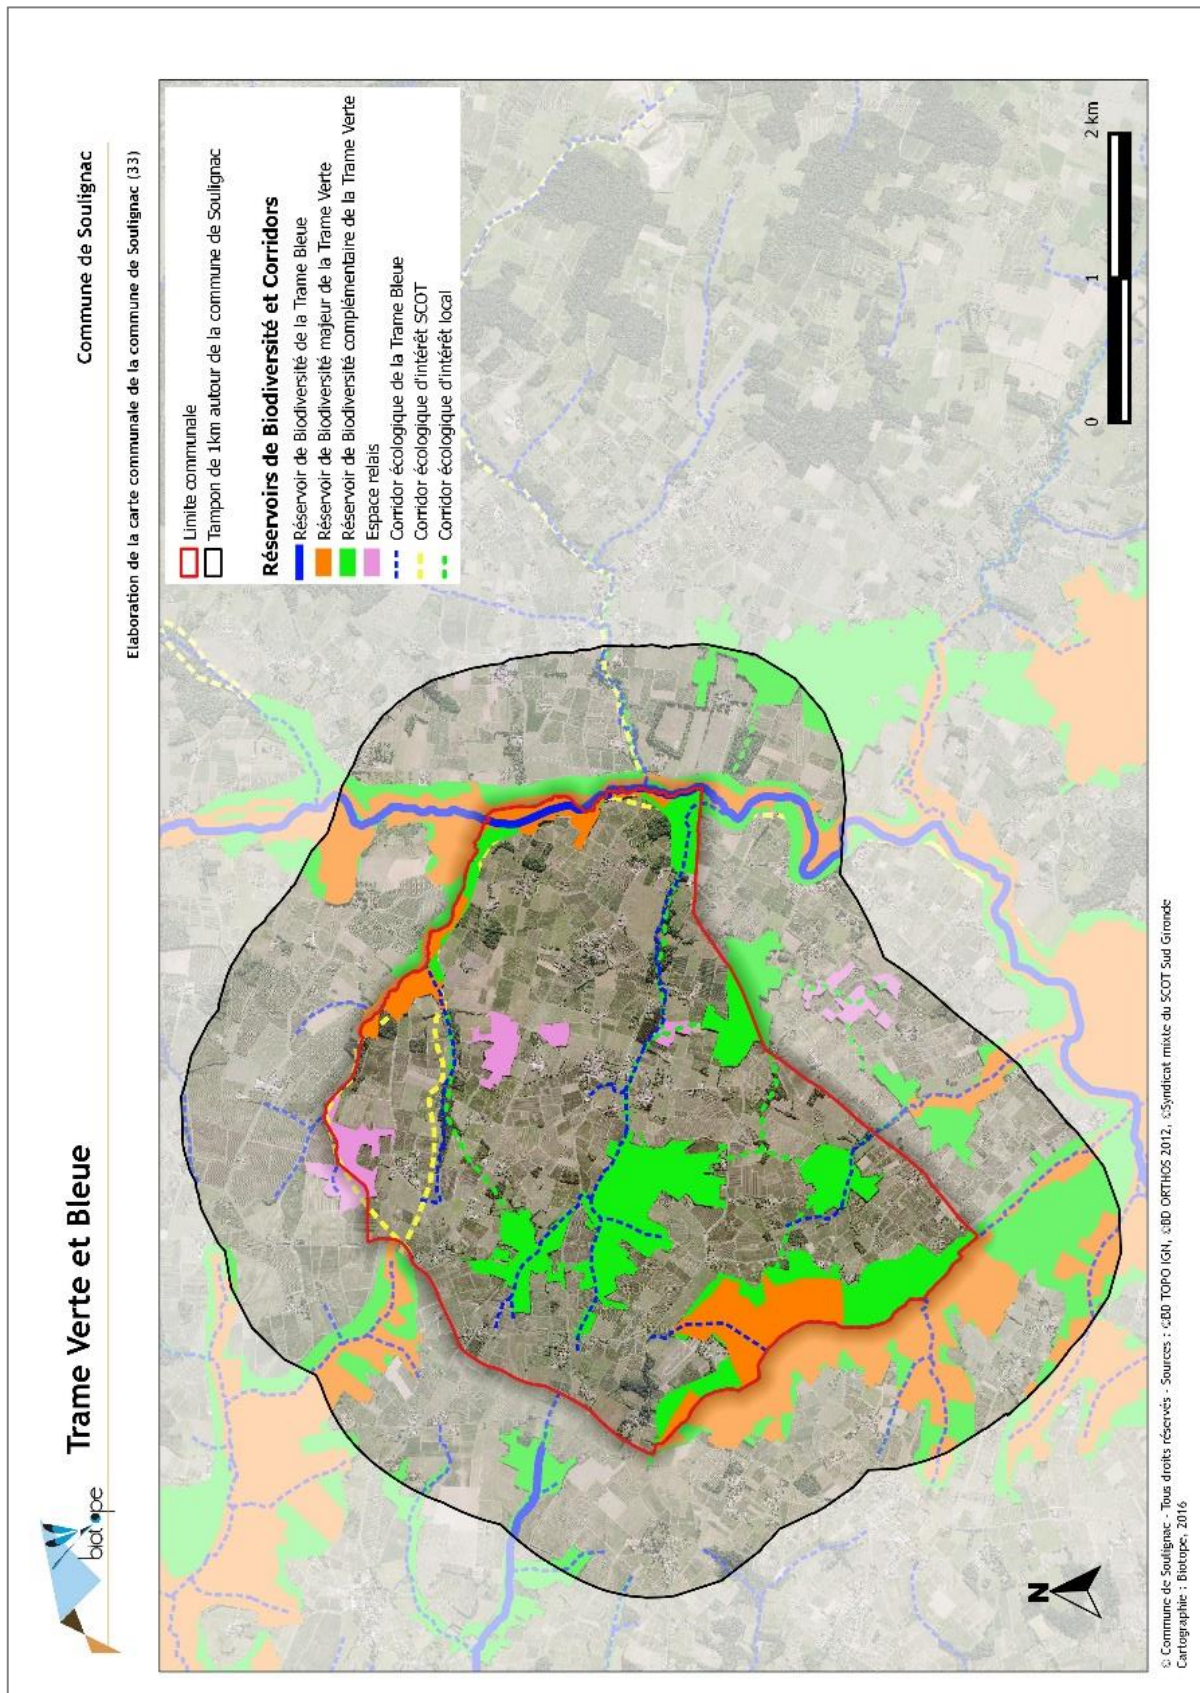 biotope
Trame Verte et Bleue
Commune de Soulignac
Elaboration de la carte communale de la commune de Soulignac (33)
Limite communale
Tampon de 1km autour de la commune de Soulignac
Réservoirs de Biodiversité et Corridors
Réservoir de Biodiversité de la Trame Bleue
Réservoir de Biodiversité majeur de la Trame Verte
Réservoir de Biodiversité complémentaire de la Trame Verte
Espace relais
Corridor écologique de la Trame Bleue
Corridor écologique d'intérêt SCOT
Corridor écologique d'intérêt local
N
0 1 2 km
© Commune de Soulignac - Tous droits réservés - Sources : ©BD TOPO IGN, ©BD ORTHOS 2012, ©Syndicat mixte du SCOT Sud Gironde
Cartographie : Biotope, 2016